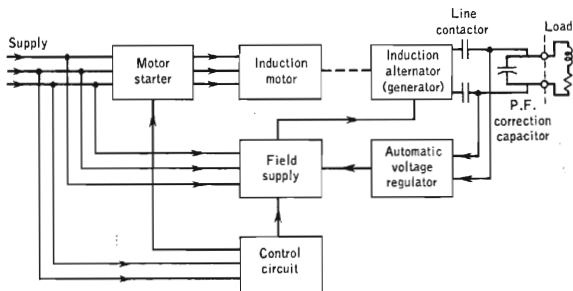 Supply
Motor
starter
Induction
motor
Induction
alternator
(generator)
Line
contactor
Load
P.F.
correction
capacitor
Field
supply
Automatic
voltage
regulator
Control
circuit